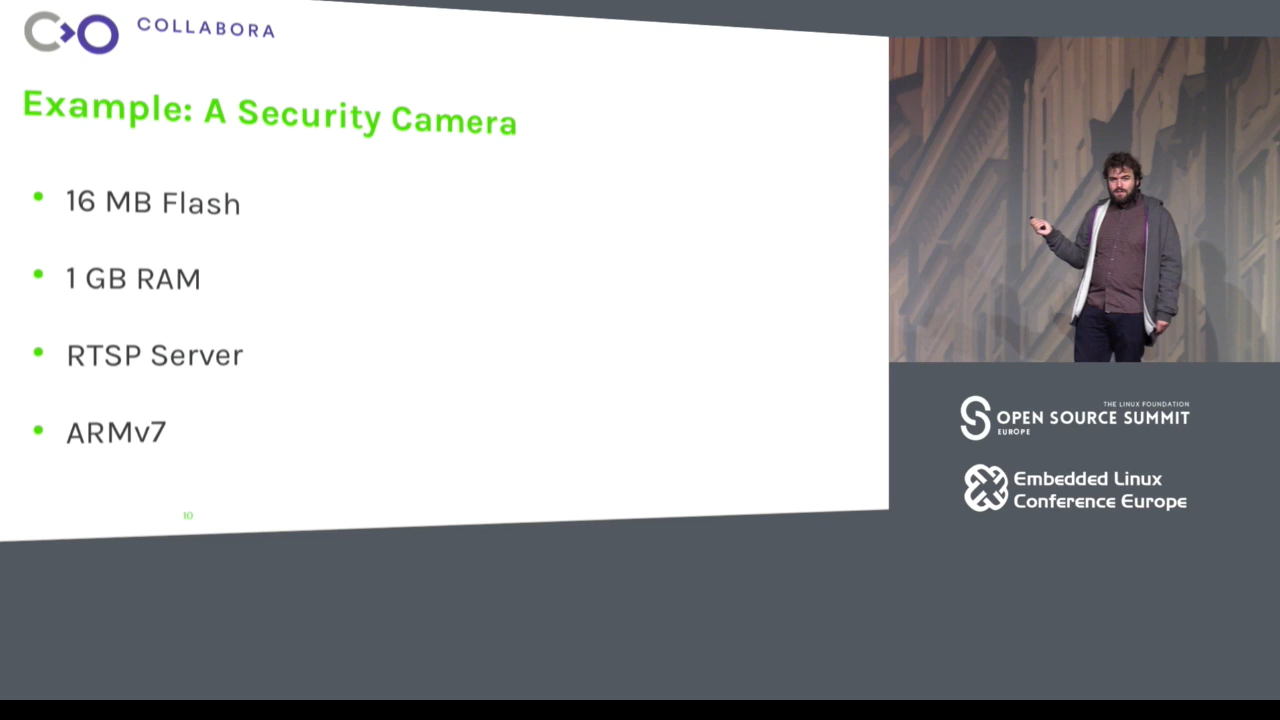 COLLABORA
Example: A Security Camera
16 MB Flash
1 GB RAM
RTSP Server
ARMv7
10
THE LINUX FOUNDATION
OPEN SOURCE SUMMIT
EUROPE
Embedded Linux
Conference Europe